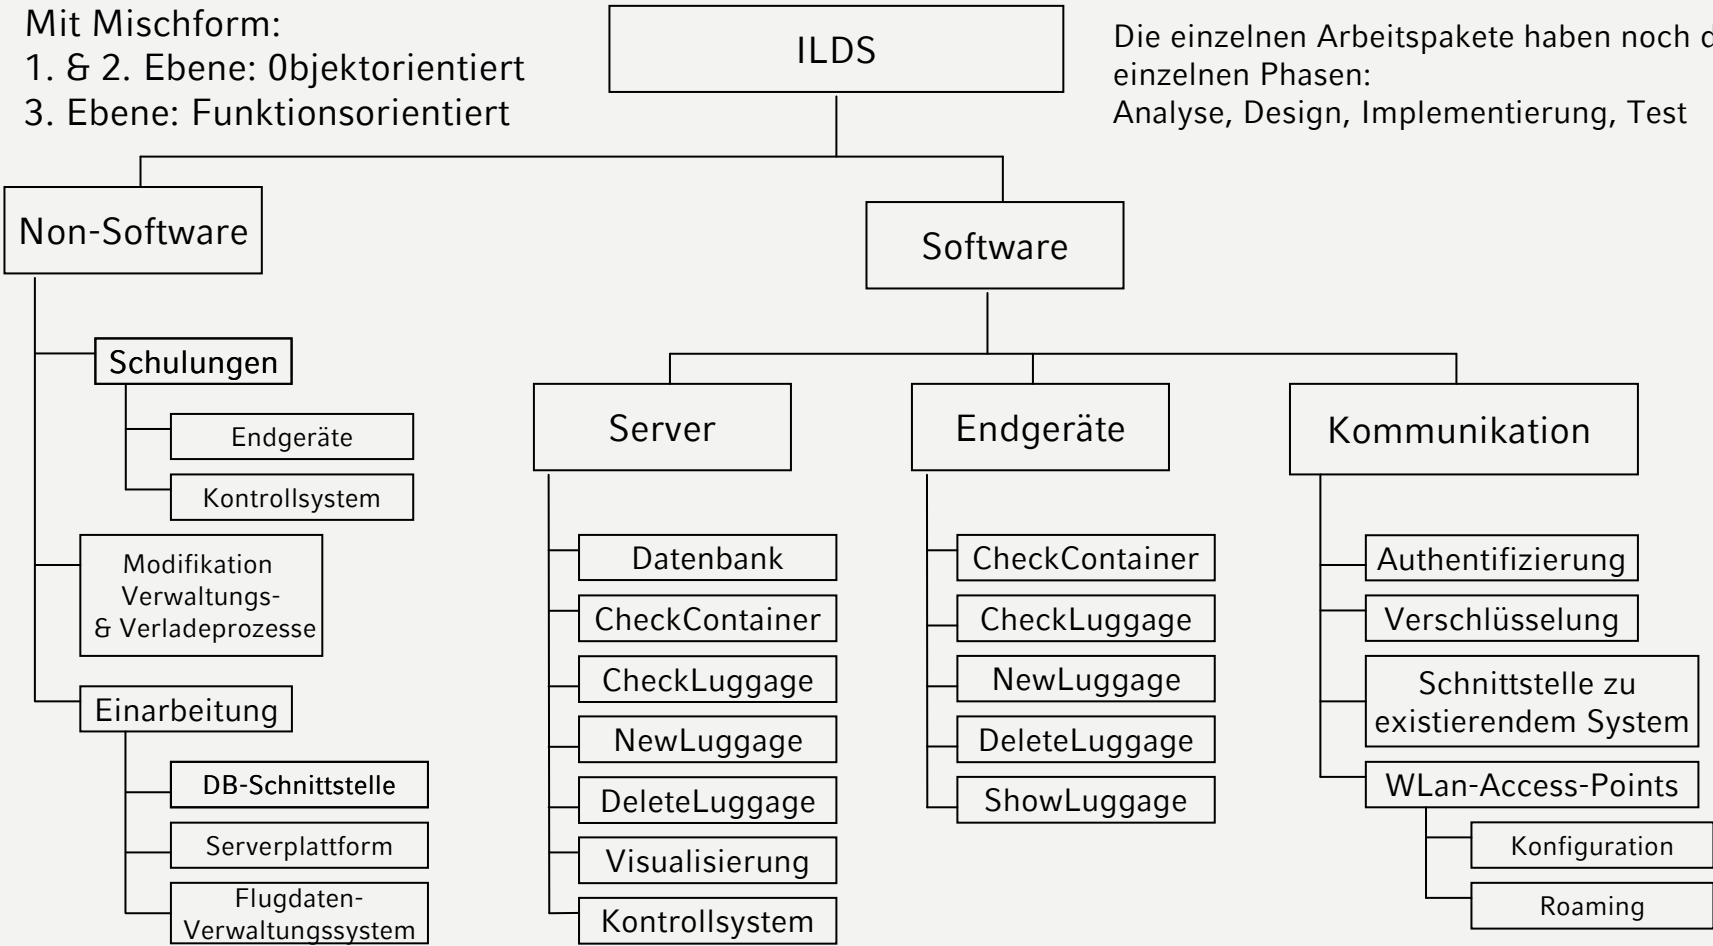 Mit Mischform:
1. & 2. Ebene: Objektorientiert
3. Ebene: Funktionsorientiert
ILDS
Die einzelnen Arbeitspakete haben noch d
einzelnen Phasen:
Analyse, Design, Implementierung, Test
Non-Software
Software
Schulungen
Endgeräte
Kontrollsystem
Modifikation
Verwaltungs-
& Verladeprozesse
Einarbeitung
DB-Schnittstelle
Serverplattform
Flugdaten-
Verwaltungssystem
Server
Datenbank
CheckContainer
CheckLuggage
NewLuggage
DeleteLuggage
Visualisierung
Kontrollsystem
Endgeräte
CheckContainer
CheckLuggage
NewLuggage
DeleteLuggage
ShowLuggage
Kommunikation
Authentifizierung
Verschlüsselung
Schnittstelle zu
existierendem System
WLan-Access-Points
Konfiguration
Roaming